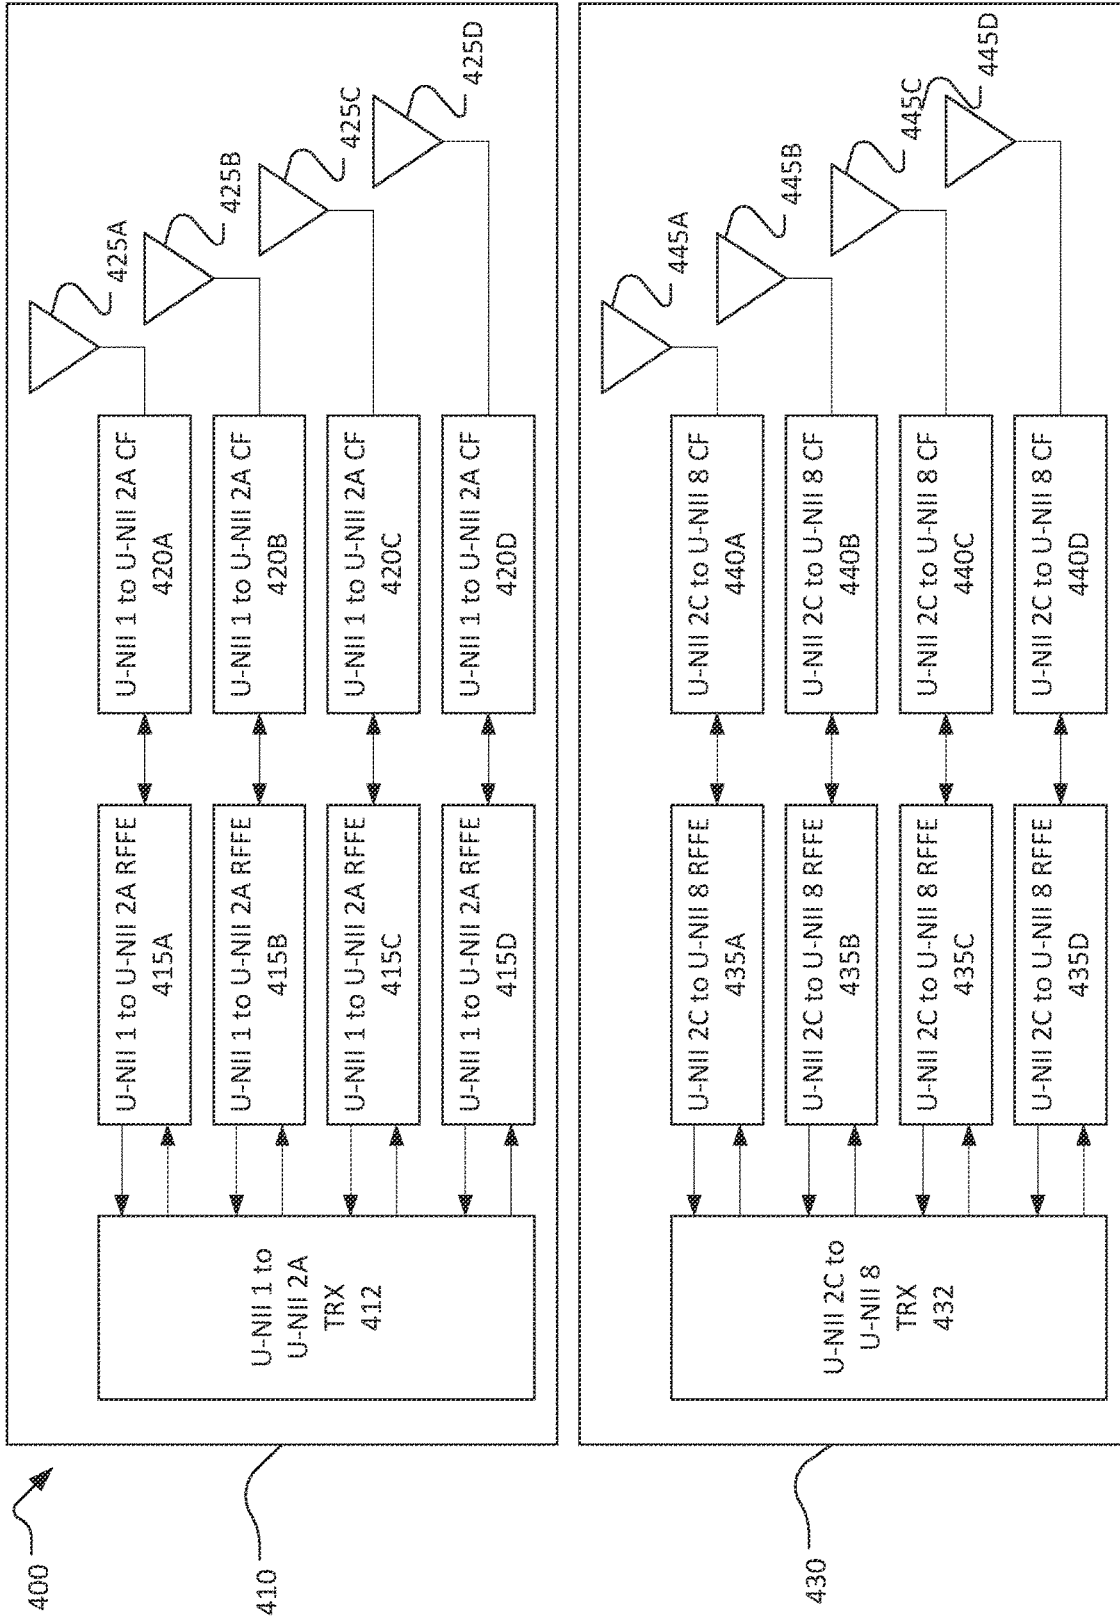 400
410
U-NII 1 to
U-NII 2A
TRX
412
U-NII 1 to U-NII 2A RFFE
415A
U-NII 1 to U-NII 2A RFFE
415B
U-NII 1 to U-NII 2A RFFE
415C
U-NII 1 to U-NII 2A RFFE
415D
U-NII 1 to U-NII 2A CF
420A
U-NII 1 to U-NII 2A CF
420B
U-NII 1 to U-NII 2A CF
420C
U-NII 1 to U-NII 2A CF
420D
425A
425B
425C
425D
430
U-NII 2C to
U-NII 8
TRX
432
U-NII 2C to U-NII 8 RFFE
435A
U-NII 2C to U-NII 8 RFFE
435B
U-NII 2C to U-NII 8 RFFE
435C
U-NII 2C to U-NII 8 RFFE
435D
U-NII 2C to U-NII 8 CF
440A
U-NII 2C to U-NII 8 CF
440B
U-NII 2C to U-NII 8 CF
440C
U-NII 2C to U-NII 8 CF
440D
445A
445B
445C
445D